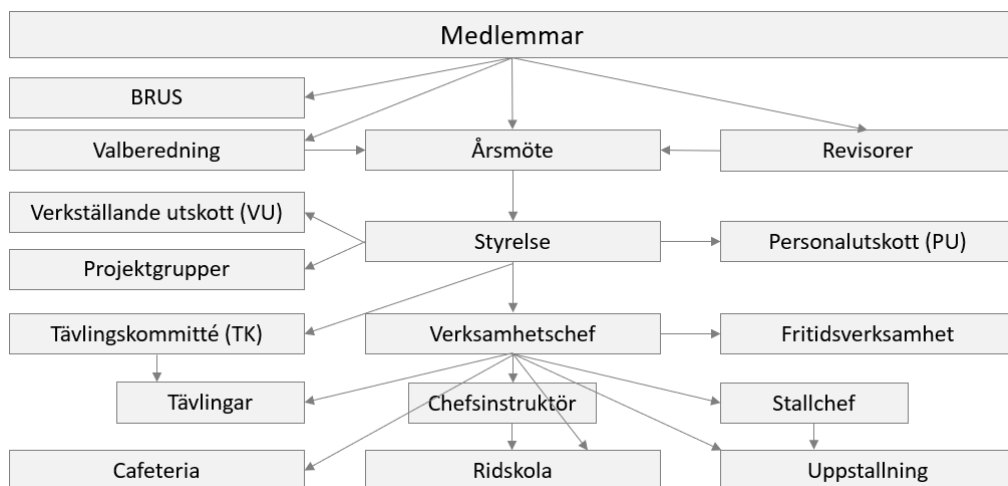 Medlemmar
BRUS
Valberedning
Årsmöte
Revisorer
Verkställande utskott (VU)
Styrelse
Personalutskott (PU)
Projektgrupper
Tävlingskommitté (TK)
Verksamhetschef
Fritidsverksamhet
Tävlingar
Chefsinstruktör
Stallchef
Cafeteria
Ridskola
Uppstallning